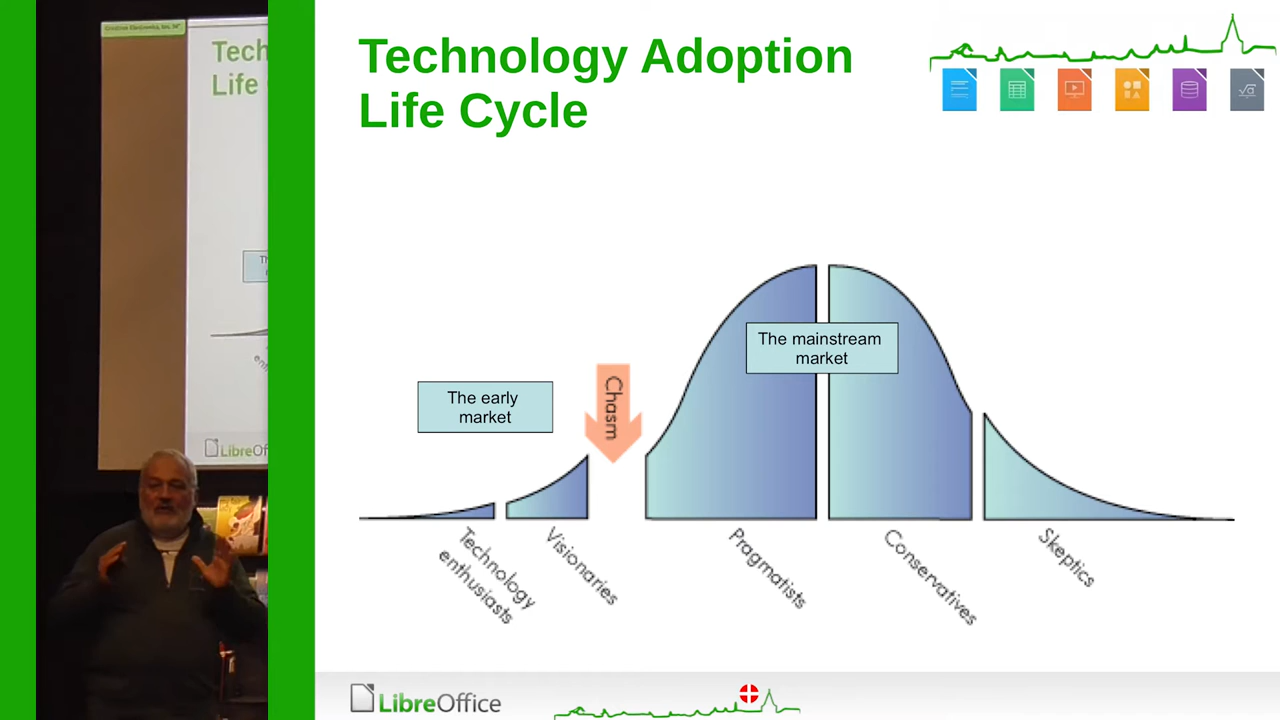 Technology Adoption
Life Cycle
The mainstream
market
The early
market
Chasm
Technology
enthusiasts
Visionaries
Pragmatists
Conservatives
Skeptics
LibreOffice
Tech
Life
LibreOf